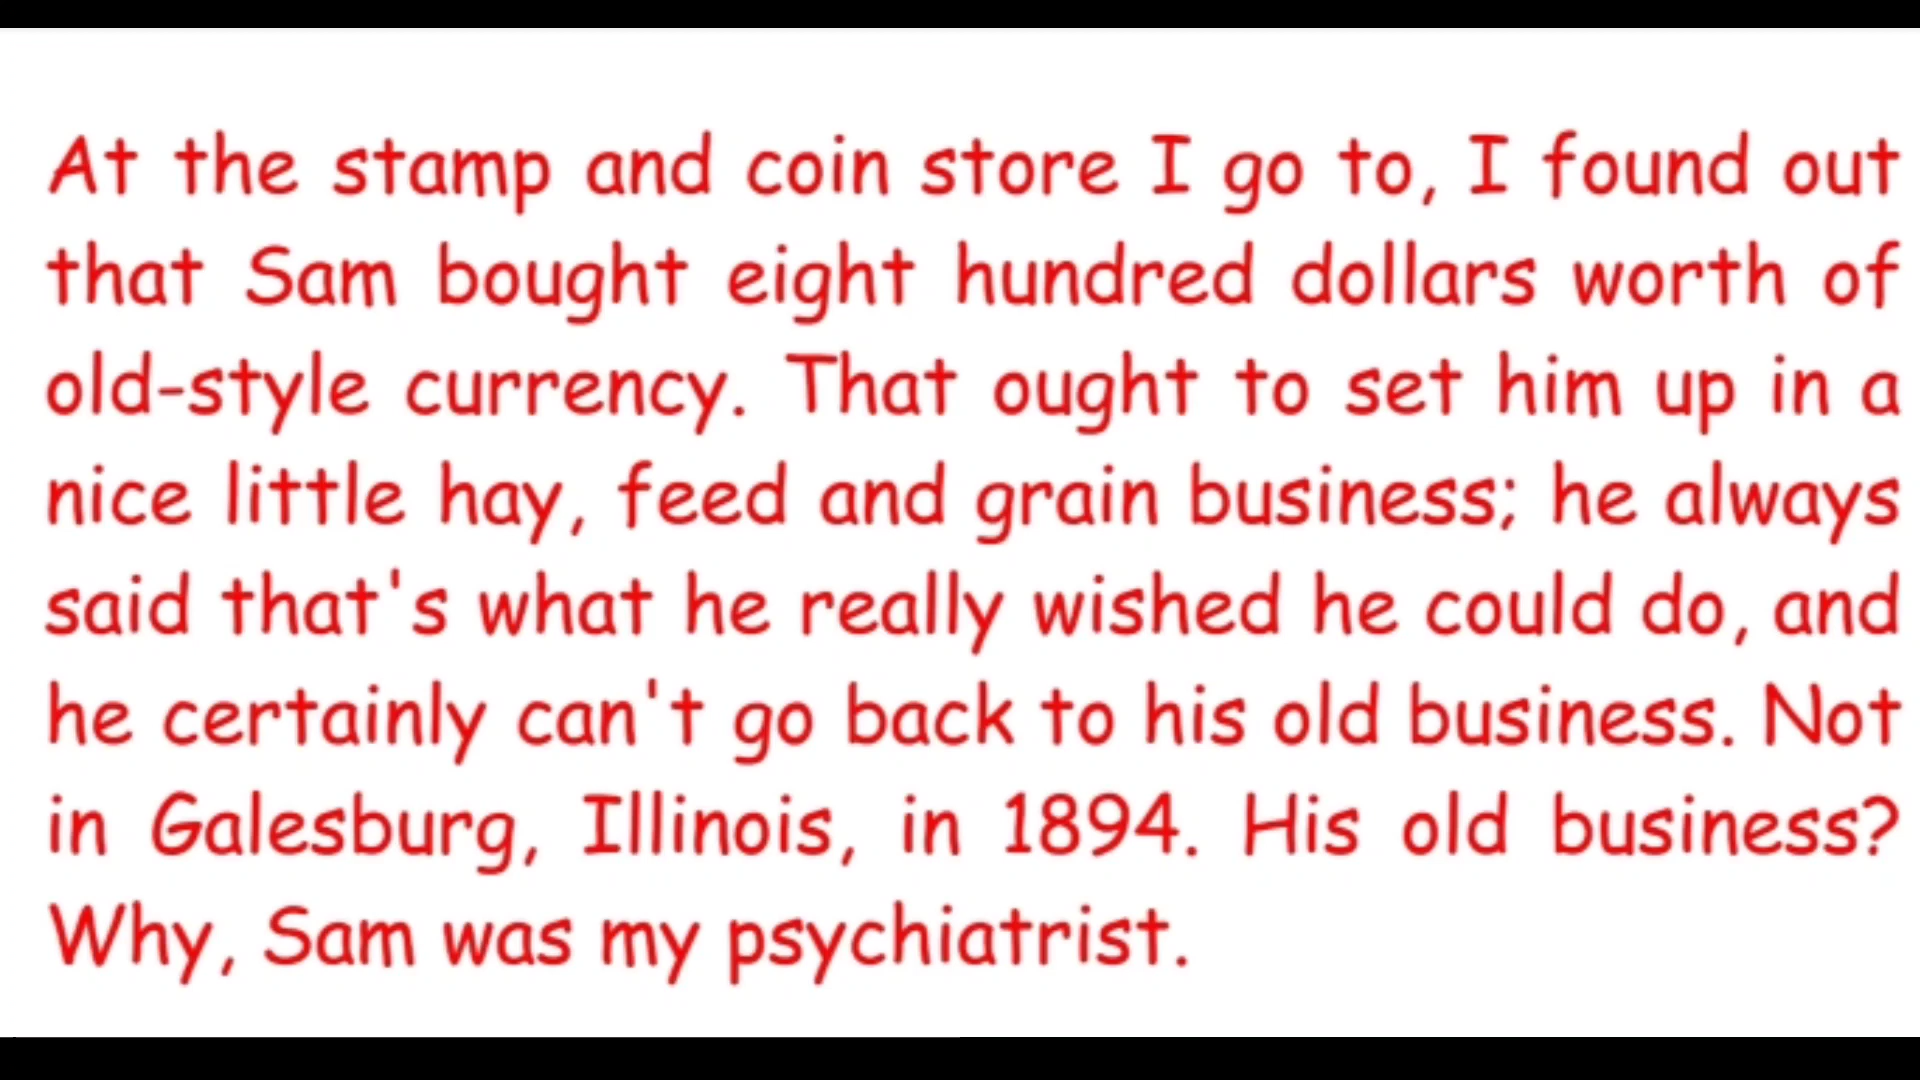 At the stamp and coin store I go to, I found out
that Sam bought eight hundred dollars worth of
old-style currency. That ought to set him up in a
nice little hay, feed and grain business; he always
said that's what he really wished he could do, and
he certainly can't go back to his old business. Not
in Galesburg, Illinois, in 1894. His old business?
Why, Sam was my psychiatrist.